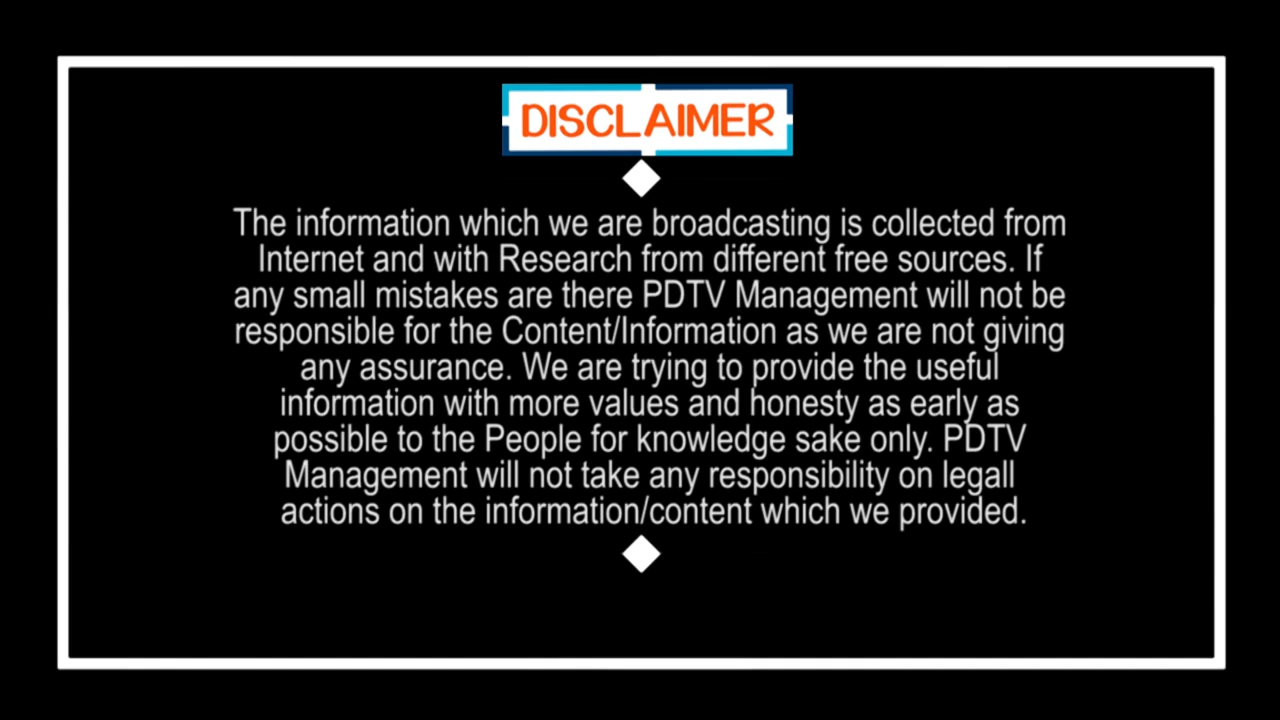 DISCLAIMER
The information which we are broadcasting is collected from
Internet and with Research from different free sources. If
any small mistakes are there PDTV Management will not be
responsible for the Content/Information as we are not giving
any assurance. We are trying to provide the useful
information with more values and honesty as early as
possible to the People for knowledge sake only. PDTV
Management will not take any responsibility on legall
actions on the information/content which we provided.